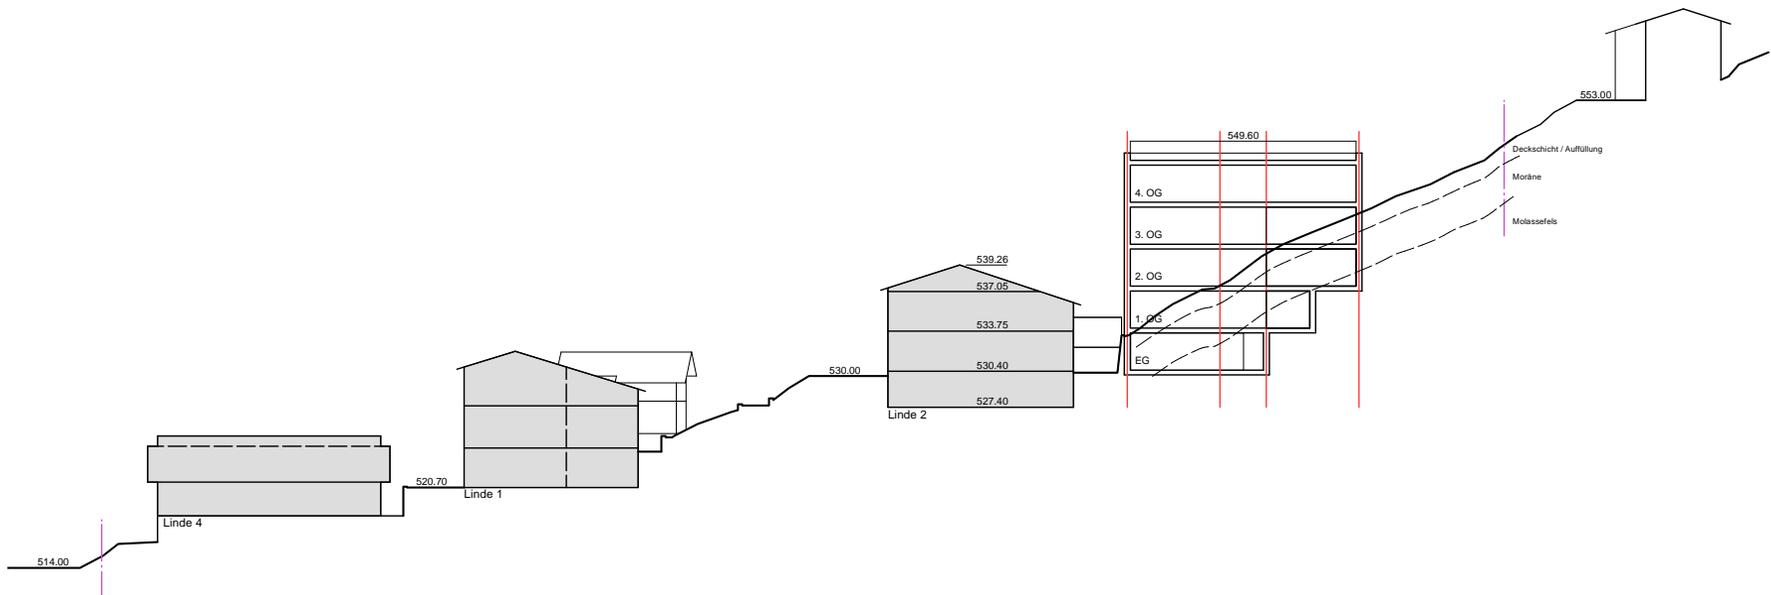 553.00
549.60
Deckschicht / Auffüllung
Moräne
4. OG
Molassefels
3. OG
539.26
2. OG
537.05
1. OG
533.75
EG
530.40
530.00
527.40
Linde 2
520.70
Linde 1
Linde 4
514.00